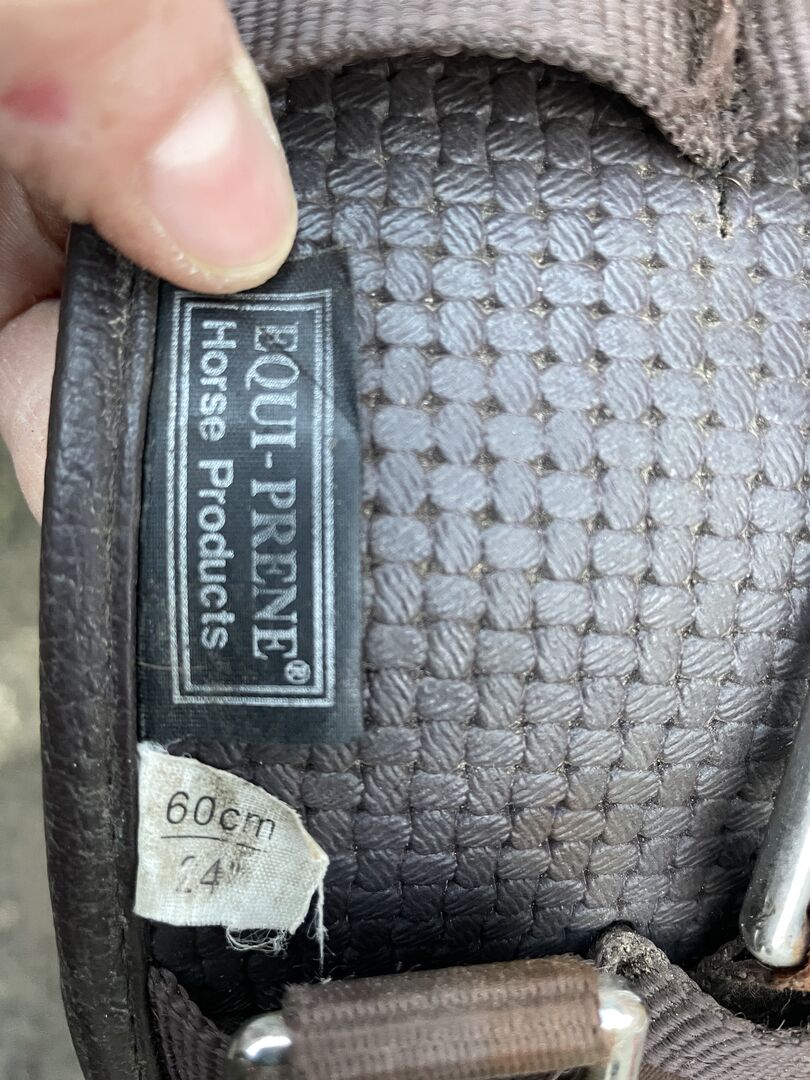 EQUI-PRENE®
Horse Products
60cm
24"